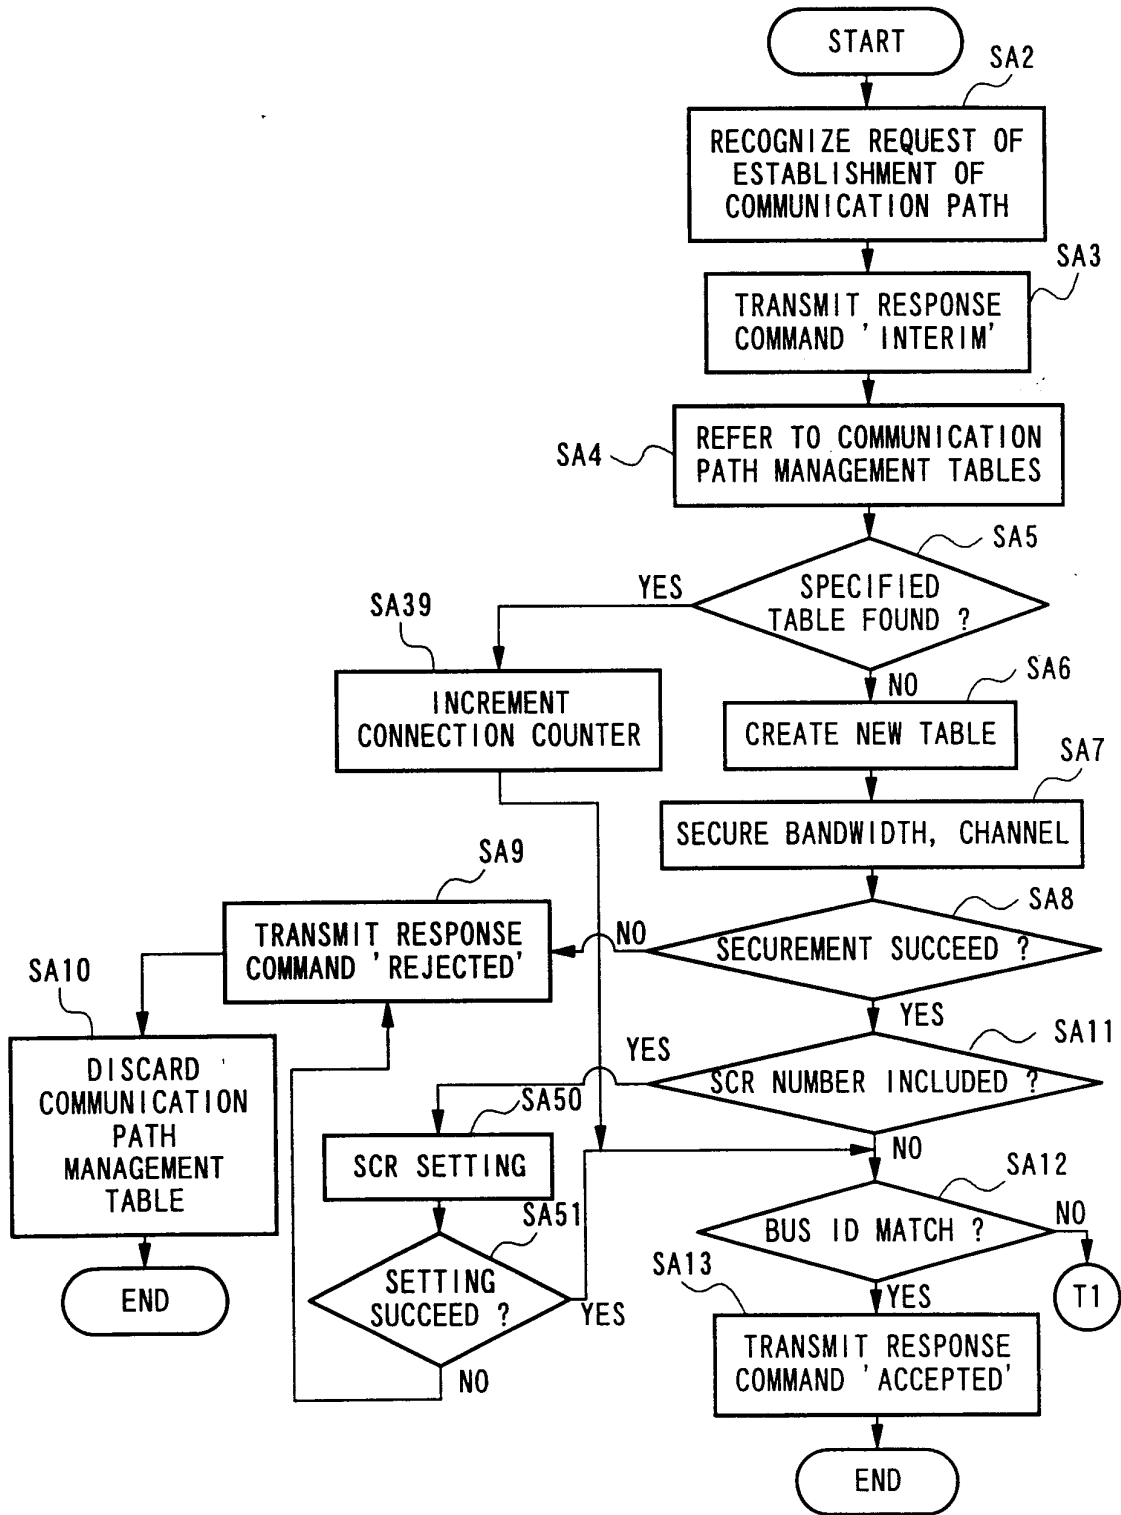 START
SA2
RECOGNIZE REQUEST OF
ESTABLISHMENT OF
COMMUNICATION PATH
SA3
TRANSMIT RESPONSE
COMMAND 'INTERIM'
SA4
REFER TO COMMUNICATION
PATH MANAGEMENT TABLES
SA5
SPECIFIED
TABLE FOUND ?
YES
NO
SA39
INCREMENT
CONNECTION COUNTER
SA6
CREATE NEW TABLE
SA7
SECURE BANDWIDTH, CHANNEL
SA8
SECUREMENT SUCCEED ?
NO
YES
SA9
TRANSMIT RESPONSE
COMMAND 'REJECTED'
SA10
DISCARD
COMMUNICATION
PATH
MANAGEMENT
TABLE
END
SA11
SCR NUMBER INCLUDED ?
YES
NO
SA50
SCR SETTING
SA51
SETTING
SUCCEED ?
YES
NO
SA12
BUS ID MATCH ?
NO
T1
YES
SA13
TRANSMIT RESPONSE
COMMAND 'ACCEPTED'
END